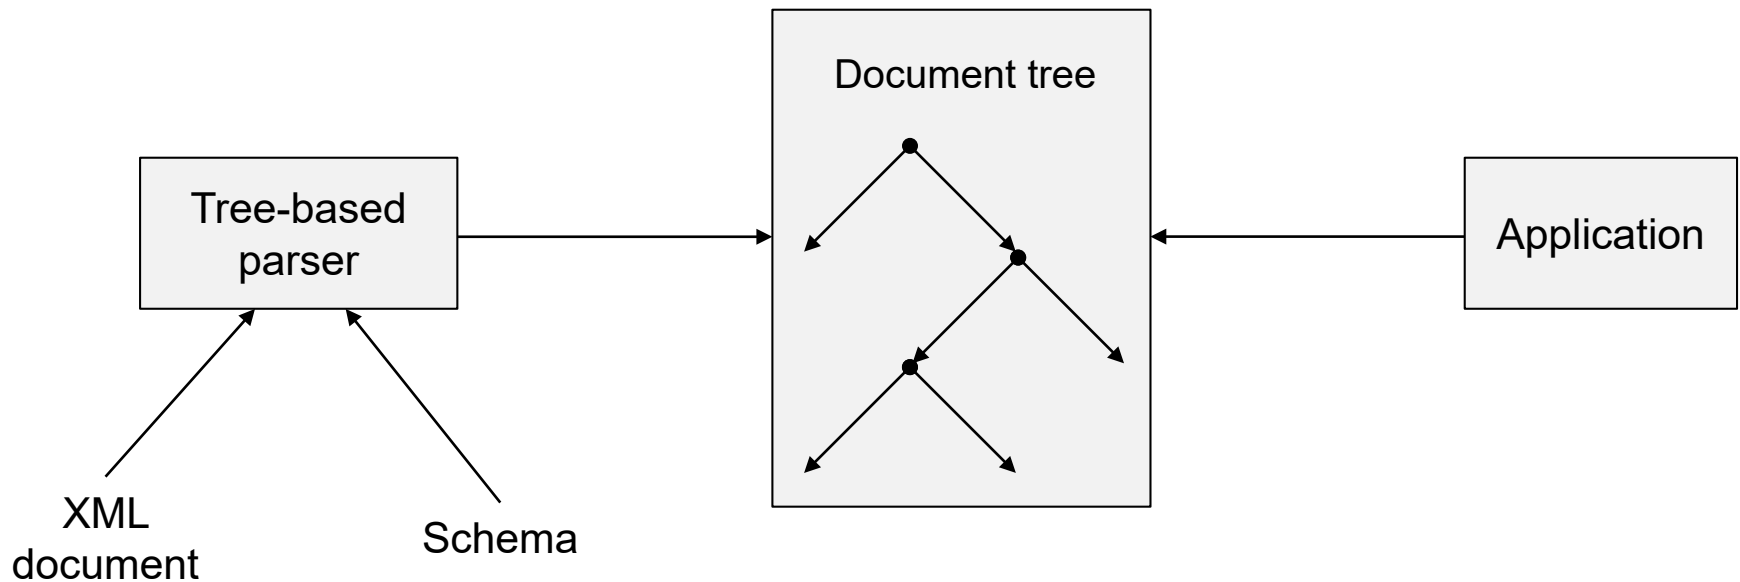 Document tree
Tree-based
parser
Application
XML
document
Schema